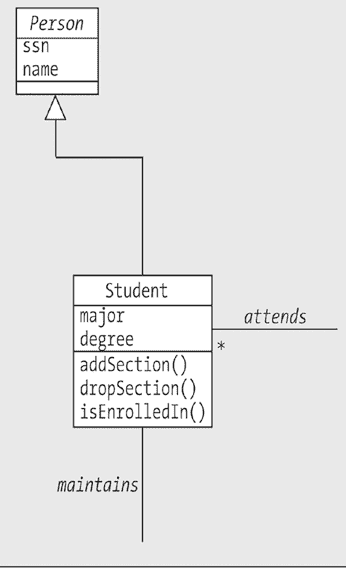 Person
ssn
name
Student
major
degree
attends
*
addSection()
dropSection()
isEnrolledIn()
maintains